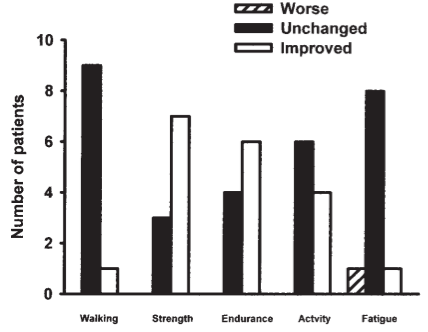 Worse
Unchanged
Improved
10
8
6
4
2
0
Number of patients
Walking Strength Endurance Actvity Fatigue